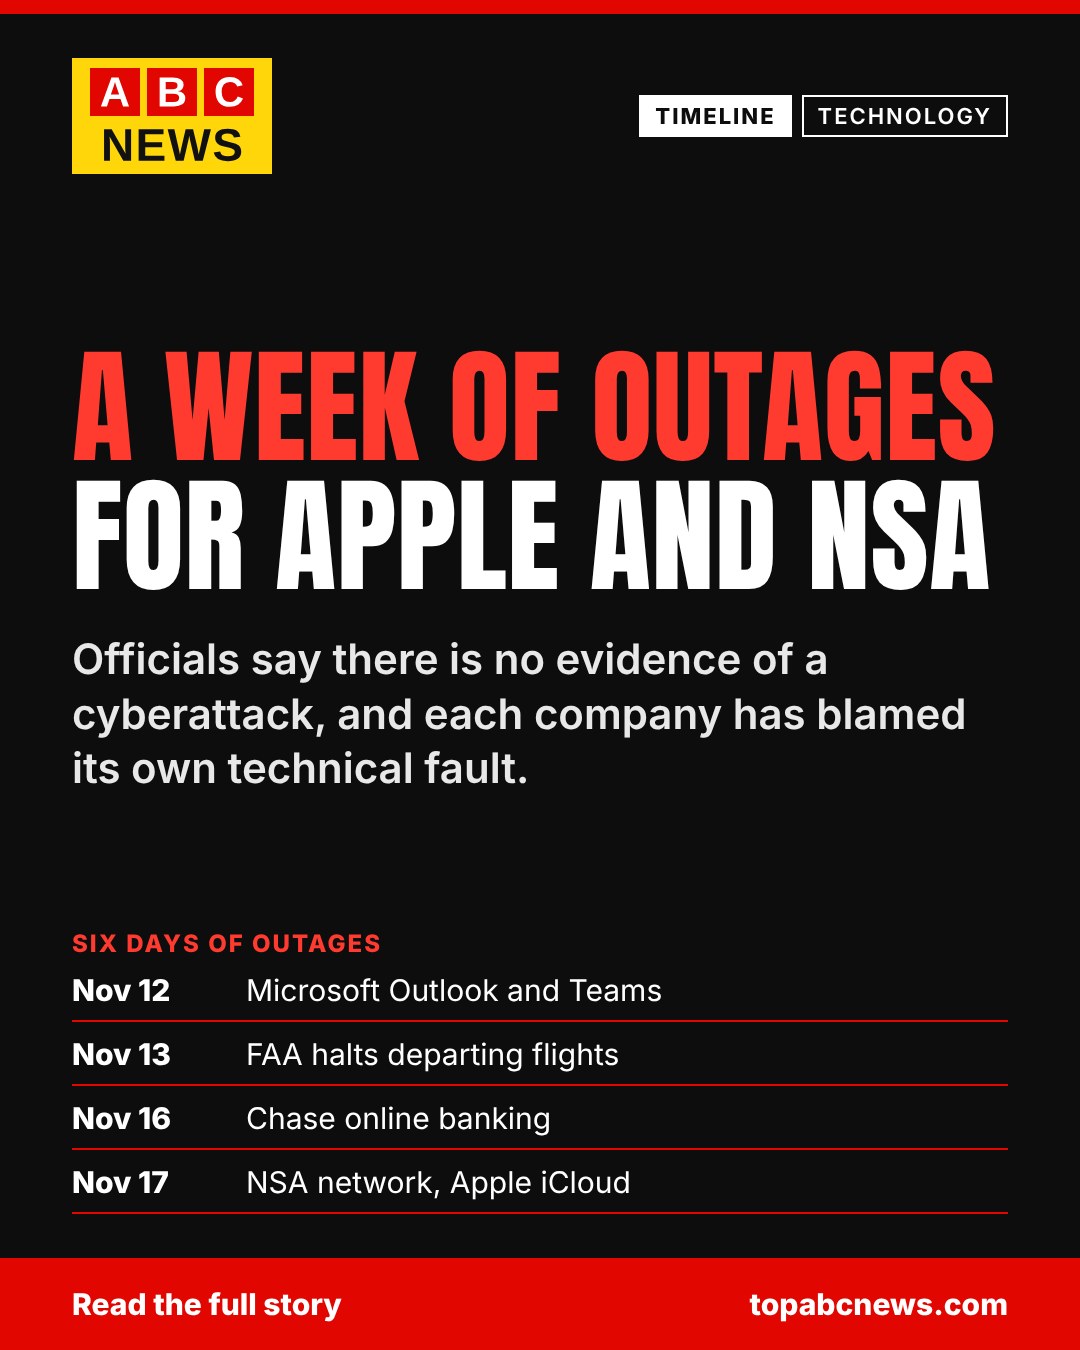 ABC
NEWS
TIMELINE
TECHNOLOGY
A WEEK OF OUTAGES
FOR APPLE AND NSA
Officials say there is no evidence of a
cyberattack, and each company has blamed
its own technical fault.
SIX DAYS OF OUTAGES
Nov 12 Microsoft Outlook and Teams
Nov 13 FAA halts departing flights
Nov 16 Chase online banking
Nov 17 NSA network, Apple iCloud
Read the full story
topabcnews.com